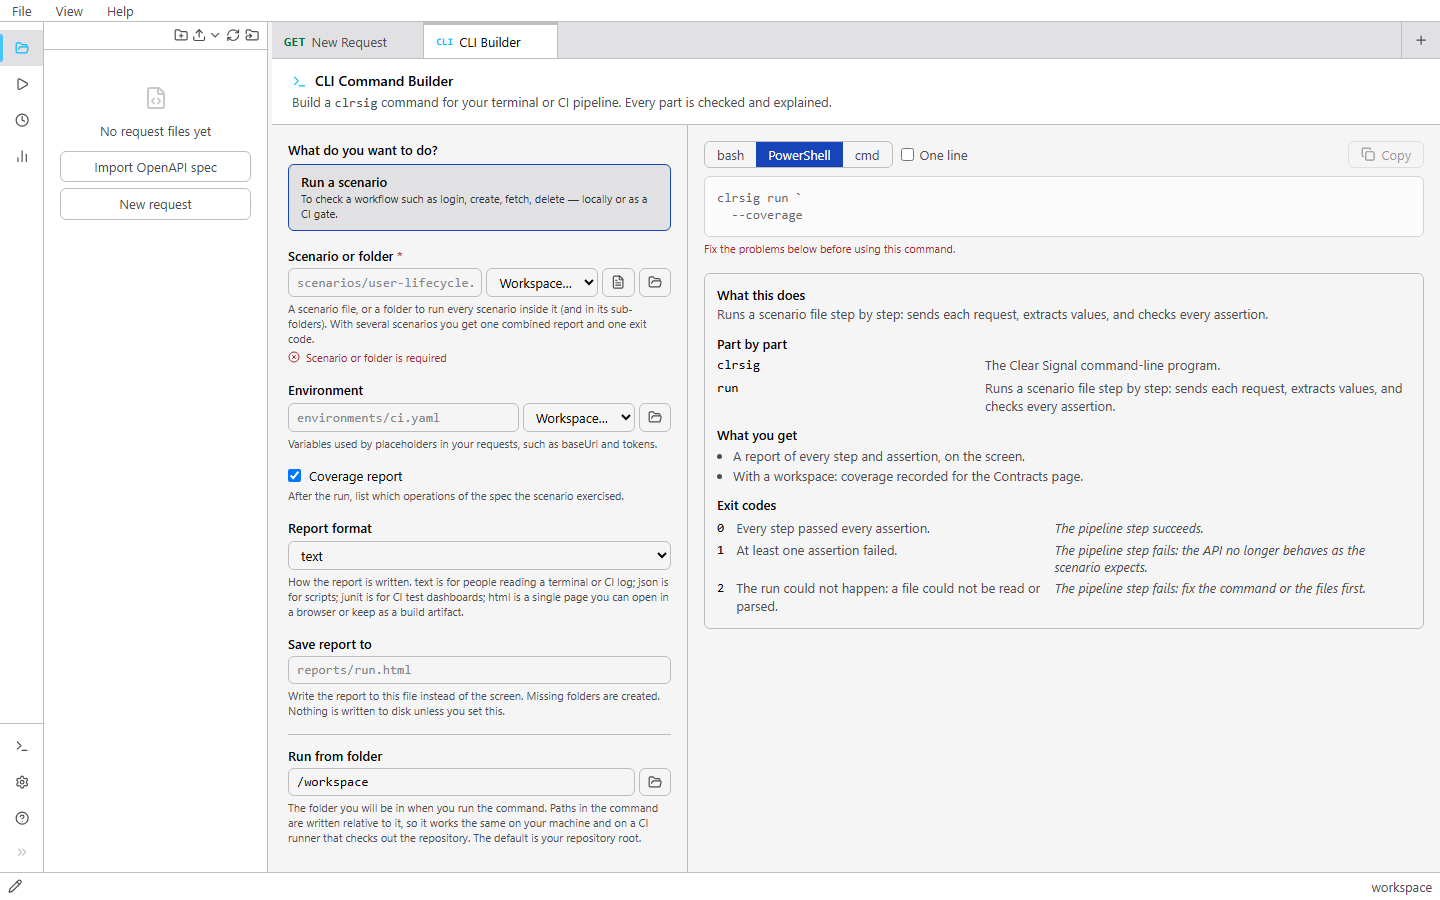 File View Help
GET New Request
CLI CLI Builder
CLI Command Builder
Build a clrsig command for your terminal or CI pipeline. Every part is checked and explained.
No request files yet
Import OpenAPI spec
New request
What do you want to do?
Run a scenario
To check a workflow such as login, create, fetch, delete — locally or as a
CI gate.
Scenario or folder *
scenarios/user-lifecycle.
Workspace...
A scenario file, or a folder to run every scenario inside it (and in its sub-
folders). With several scenarios you get one combined report and one exit
code.
Scenario or folder is required
Environment
environments/ci.yaml
Workspace...
Variables used by placeholders in your requests, such as baseUrl and tokens.
Coverage report
After the run, list which operations of the spec the scenario exercised.
Report format
text
How the report is written. text is for people reading a terminal or CI log; json is
for scripts; junit is for CI test dashboards; html is a single page you can open in
a browser or keep as a build artifact.
Save report to
reports/run.html
Write the report to this file instead of the screen. Missing folders are created.
Nothing is written to disk unless you set this.
Run from folder
/workspace
The folder you will be in when you run the command. Paths in the command
are written relative to it, so it works the same on your machine and on a CI
runner that checks out the repository. The default is your repository root.
bash PowerShell cmd One line
Copy
clrsig run `
--coverage
Fix the problems below before using this command.
What this does
Runs a scenario file step by step: sends each request, extracts values, and checks every assertion.
Part by part
clrsig The Clear Signal command-line program.
run Runs a scenario file step by step: sends each request, extracts values, and
checks every assertion.
What you get
• A report of every step and assertion, on the screen.
• With a workspace: coverage recorded for the Contracts page.
Exit codes
0 Every step passed every assertion. The pipeline step succeeds.
1 At least one assertion failed. The pipeline step fails: the API no longer behaves as the
scenario expects.
2 The run could not happen: a file could not be read or The pipeline step fails: fix the command or the files first.
parsed.
workspace